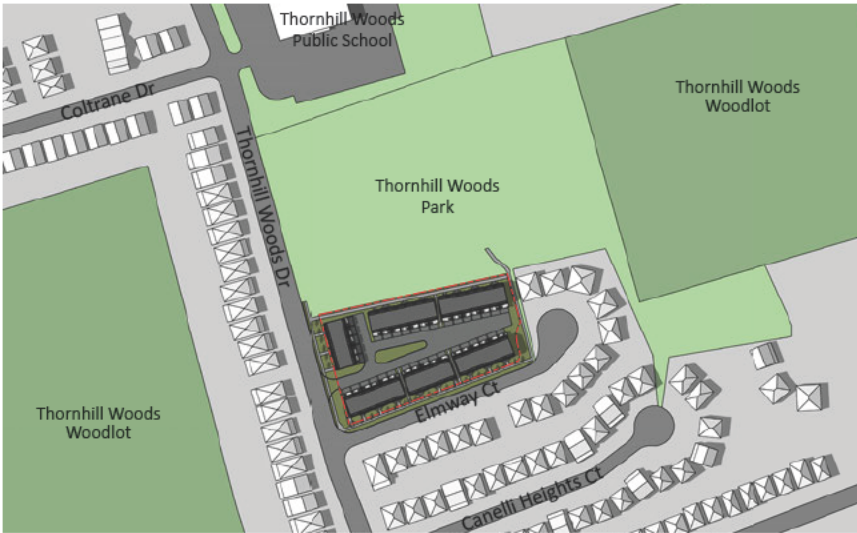 Thornhill Woods
Public School
Coltrane Dr
Thornhill Woods
Woodlot
Thornhill Woods Dr
Thornhill Woods
Park
Thornhill Woods
Woodlot
Elmway Ct
Canelli Heights Ct